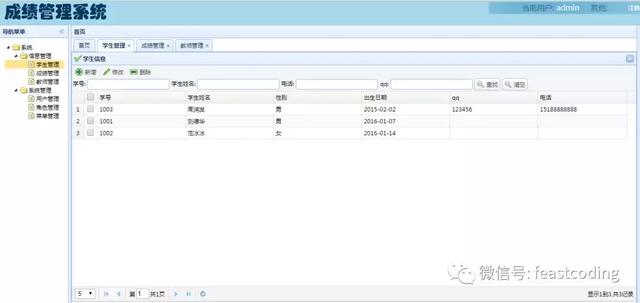 成绩管理系统
当前用户: admin 其他: 注销
导航菜单
首页
系统
信息管理
学生管理
成绩管理
教师管理
系统管理
用户管理
角色管理
菜单管理
首页 学生管理 成绩管理 教师管理
学生信息
新增 修改 删除
学号: 学生姓名: 电话: qq: 查找 清空
学号 学生姓名 性别 出生日期 qq 电话
1 1003 周润发 男 2015-02-02 123456 15188888888
2 1001 刘德华 男 2016-01-07
3 1002 范冰冰 女 2016-01-14
5 第 1 共1页 显示1到3,共3记录
微信号: feastcoding